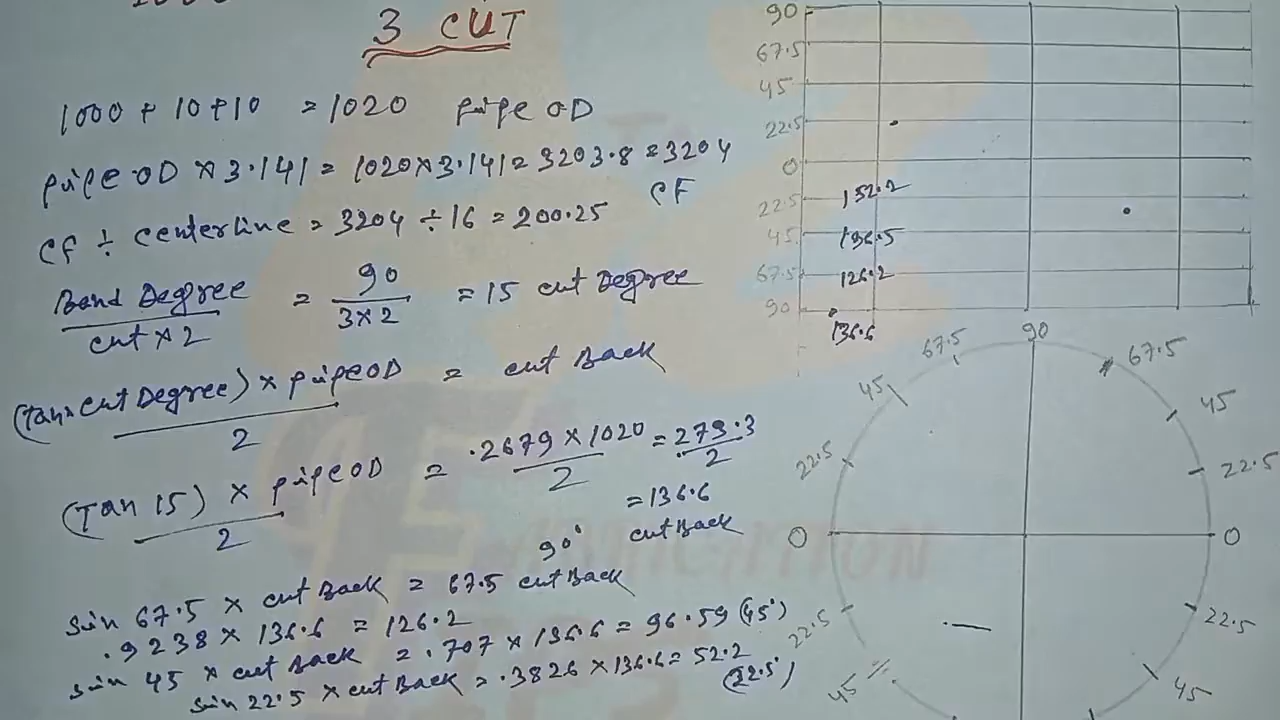 3 CUT
1000 + 10+10 = 1020 pipe OD
pipe OD × 3.141 = 1020×3.141 = 3203.8 = 3204
CF
CF ÷ centerline = 3204 ÷ 16 = 200.25
Band Degree / cut × 2 = 90 / 3×2 = 15 cut Degree
(Tan × cut Degree) × pipe OD / 2 = cut Back
(Tan 15) × pipe OD / 2 = .2679 × 1020 / 2 = 273.3 / 2
= 136.6
90° cut Back
sin 67.5 × cut Back = 67.5 cut Back
.9238 × 136.6 = 126.2
sin 45 × cut Back = .707 × 136.6 = 96.59 (45°)
sin 22.5 × cut Back = .3826 × 136.6 = 52.2
(22.5°)
90
67.5
45
22.5
0
22.5 152.2
45 196.5
67.5 126.2
90
136.6
90
67.5 67.5
45 45
22.5 22.5
0 0
22.5 22.5
45 45